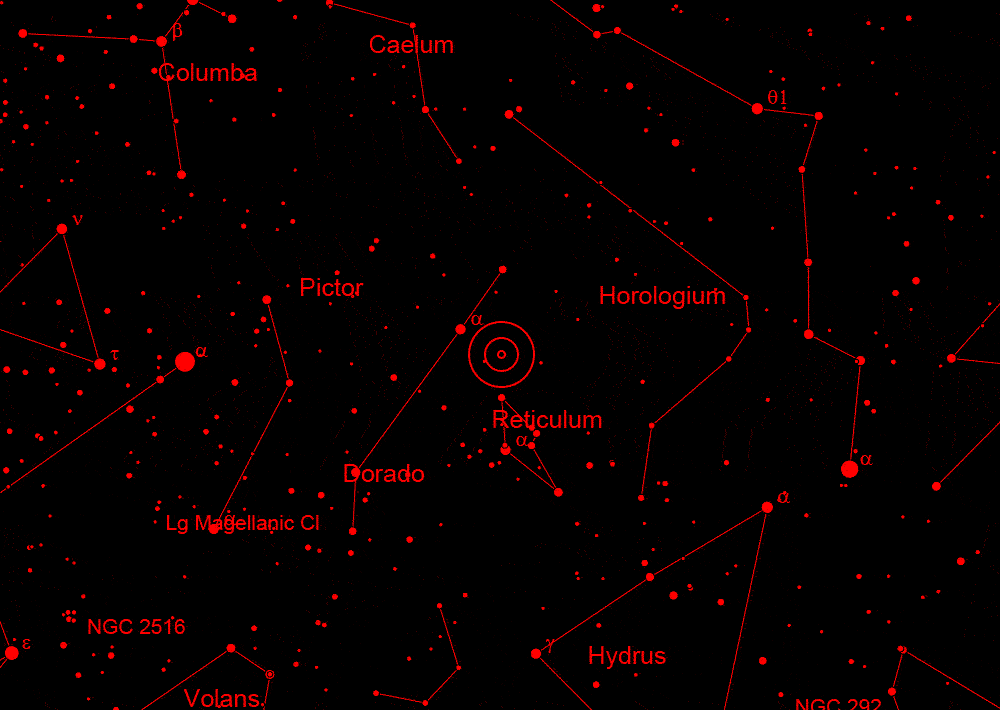 β
Columba
Caelum
θ1
ν
Pictor
Horologium
α
τ
α
Reticulum
α
α
Dorado
α
Lg Magellanic Cl
α
NGC 2516
ε
γ
Hydrus
Volans
NGC 292